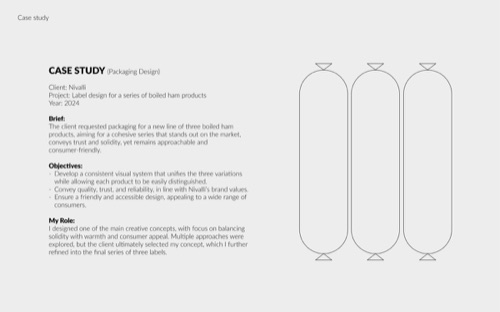 Case study
CASE STUDY (Packaging Design)
Client: Nivalli
Project: Label design for a series of boiled ham products
Year: 2024
Brief:
The client requested packaging for a new line of three boiled ham
products, aiming for a cohesive series that stands out on the market,
conveys trust and solidity, yet remains approachable and
consumer-friendly.
Objectives:
· Develop a consistent visual system that unifies the three variations
while allowing each product to be easily distinguished.
· Convey quality, trust, and reliability, in line with Nivalli's brand values.
· Ensure a friendly and accessible design, appealing to a wide range of
consumers.
My Role:
I designed one of the main creative concepts, with focus on balancing
solidity with warmth and consumer appeal. Multiple approaches were
explored, but the client ultimately selected my concept, which I further
refined into the final series of three labels.